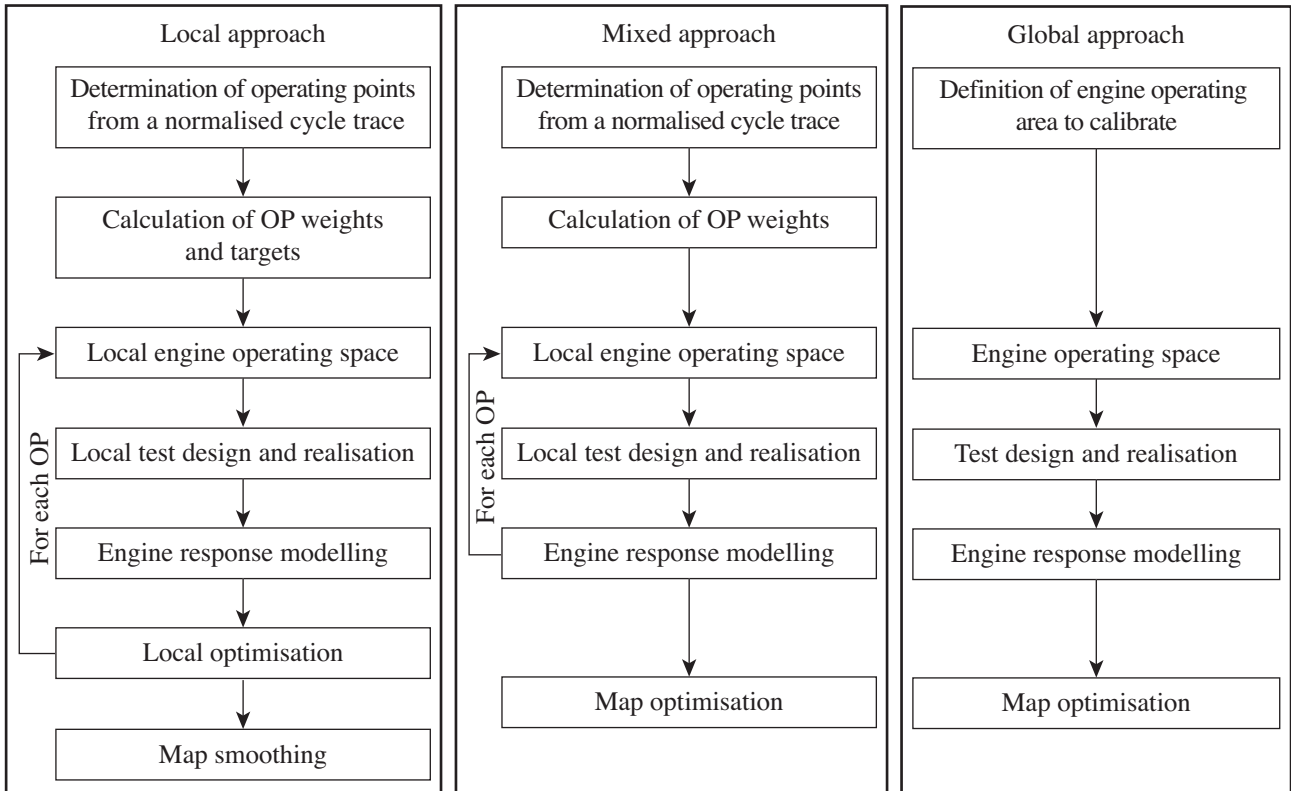 Local approach
Determination of operating points
from a normalised cycle trace
Calculation of OP weights
and targets
Local engine operating space
For each OP
Local test design and realisation
Engine response modelling
Local optimisation
Map smoothing
Mixed approach
Determination of operating points
from a normalised cycle trace
Calculation of OP weights
Local engine operating space
For each OP
Local test design and realisation
Engine response modelling
Map optimisation
Global approach
Definition of engine operating
area to calibrate
Engine operating space
Test design and realisation
Engine response modelling
Map optimisation